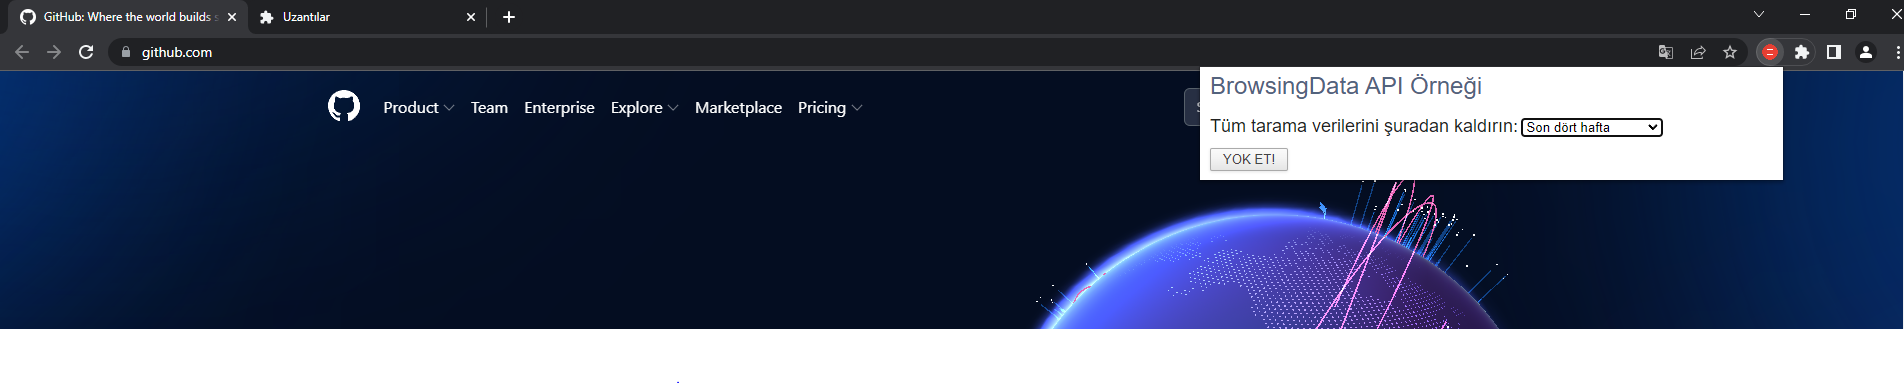 GitHub: Where the world builds s
Uzantılar
github.com
Product Team Enterprise Explore Marketplace Pricing
S
BrowsingData API Örneği
Tüm tarama verilerini şuradan kaldırın: Son dört hafta
YOK ET!